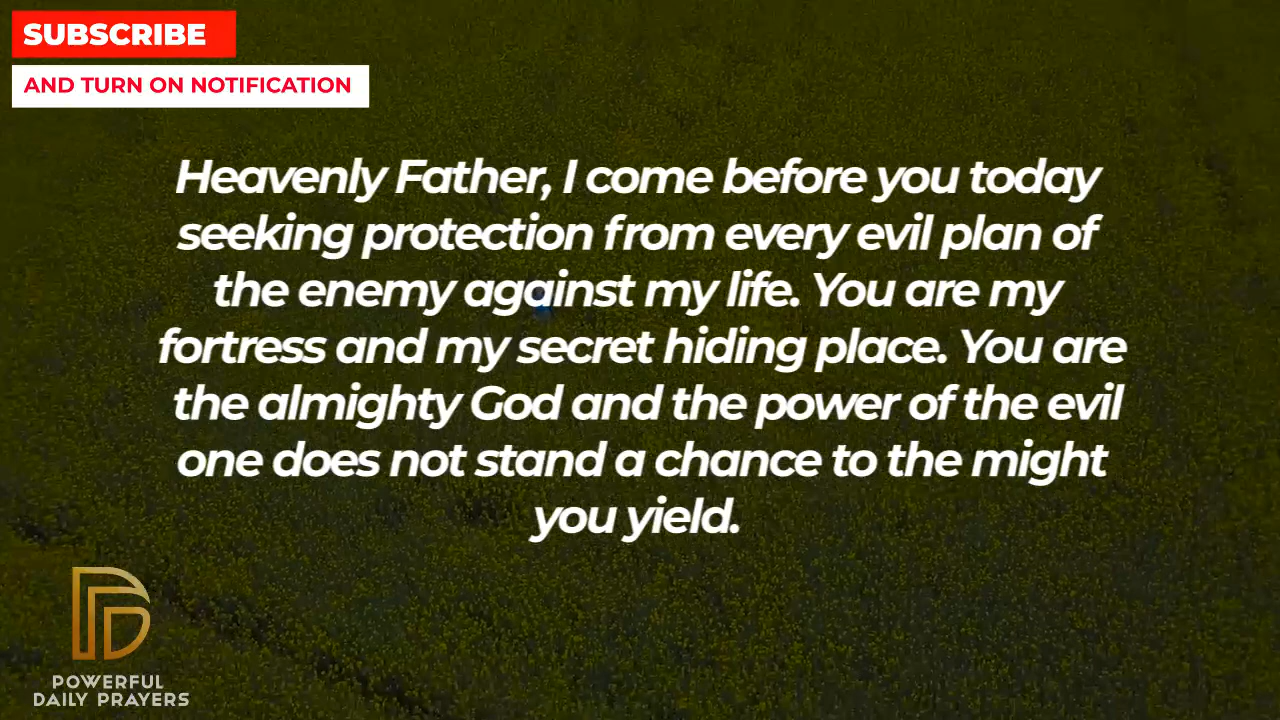 SUBSCRIBE
AND TURN ON NOTIFICATION
Heavenly Father, I come before you today
seeking protection from every evil plan of
the enemy against my life. You are my
fortress and my secret hiding place. You are
the almighty God and the power of the evil
one does not stand a chance to the might
you yield.
POWERFUL
DAILY PRAYERS